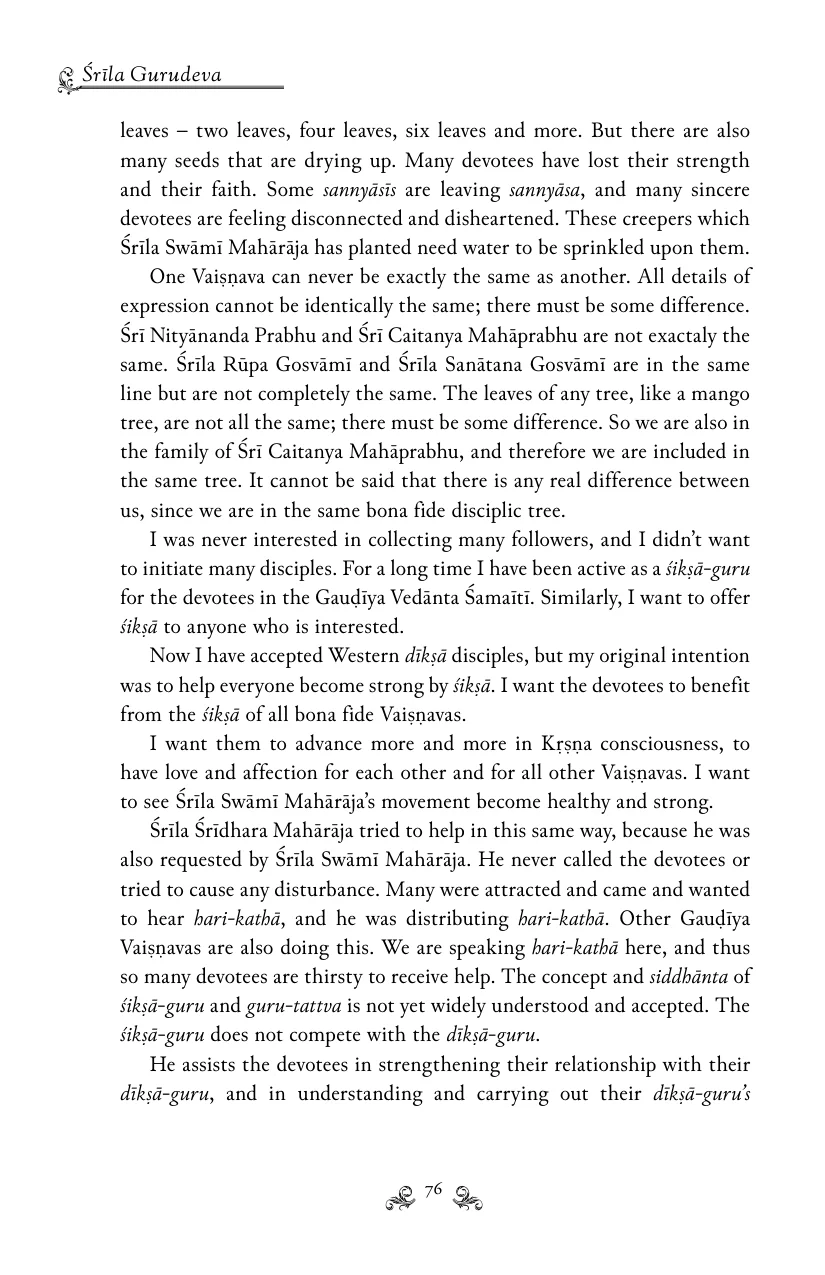 Śrīla Gurudeva
leaves – two leaves, four leaves, six leaves and more. But there are also
many seeds that are drying up. Many devotees have lost their strength
and their faith. Some sannyāsīs are leaving sannyāsa, and many sincere
devotees are feeling disconnected and disheartened. These creepers which
Śrīla Swāmī Mahārāja has planted need water to be sprinkled upon them.
One Vaiṣṇava can never be exactly the same as another. All details of
expression cannot be identically the same; there must be some difference.
Śrī Nityānanda Prabhu and Śrī Caitanya Mahāprabhu are not exactaly the
same. Śrīla Rūpa Gosvāmī and Śrīla Sanātana Gosvāmī are in the same
line but are not completely the same. The leaves of any tree, like a mango
tree, are not all the same; there must be some difference. So we are also in
the family of Śrī Caitanya Mahāprabhu, and therefore we are included in
the same tree. It cannot be said that there is any real difference between
us, since we are in the same bona fide disciplic tree.
I was never interested in collecting many followers, and I didn’t want
to initiate many disciples. For a long time I have been active as a śikṣā-guru
for the devotees in the Gauḍīya Vedānta Śamaītī. Similarly, I want to offer
śikṣā to anyone who is interested.
Now I have accepted Western dīkṣā disciples, but my original intention
was to help everyone become strong by śikṣā. I want the devotees to benefit
from the śikṣā of all bona fide Vaiṣṇavas.
I want them to advance more and more in Kṛṣṇa consciousness, to
have love and affection for each other and for all other Vaiṣṇavas. I want
to see Śrīla Swāmī Mahārāja’s movement become healthy and strong.
Śrīla Śrīdhara Mahārāja tried to help in this same way, because he was
also requested by Śrīla Swāmī Mahārāja. He never called the devotees or
tried to cause any disturbance. Many were attracted and came and wanted
to hear hari-kathā, and he was distributing hari-kathā. Other Gauḍīya
Vaiṣṇavas are also doing this. We are speaking hari-kathā here, and thus
so many devotees are thirsty to receive help. The concept and siddhānta of
śikṣā-guru and guru-tattva is not yet widely understood and accepted. The
śikṣā-guru does not compete with the dīkṣā-guru.
He assists the devotees in strengthening their relationship with their
dīkṣā-guru, and in understanding and carrying out their dīkṣā-guru’s
76